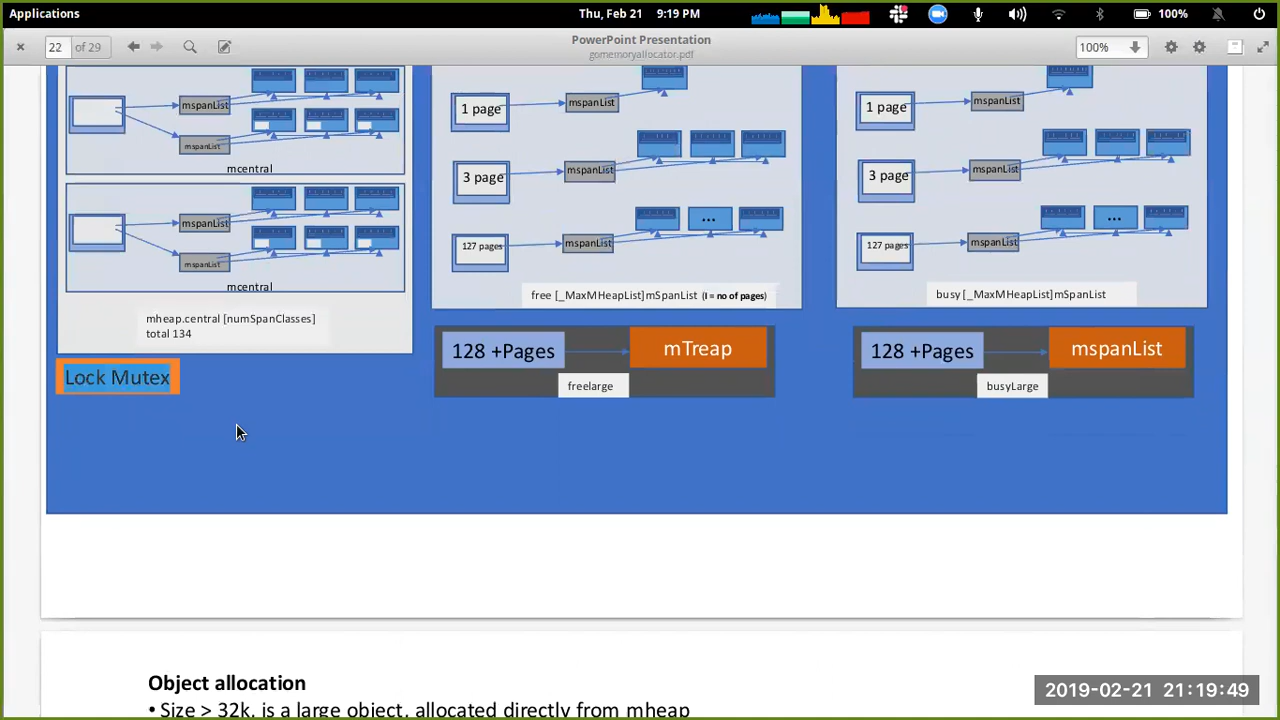 Applications
Thu, Feb 21 9:19 PM
100%
22 of 29
PowerPoint Presentation
gomemoryallocator.pdf
100%
mspanList
mspanList
mcentral
mspanList
mspanList
mcentral
mheap.central [numSpanClasses]
total 134
Lock Mutex
1 page
mspanList
3 page
mspanList
...
127 pages
mspanList
free [_MaxMHeapList]mSpanList (I = no of pages)
128 +Pages
mTreap
freelarge
1 page
mspanList
3 page
mspanList
...
127 pages
mspanList
busy [_MaxMHeapList]mSpanList
128 +Pages
mspanList
busyLarge
Object allocation
• Size > 32k, is a large object, allocated directly from mheap
2019-02-21 21:19:49